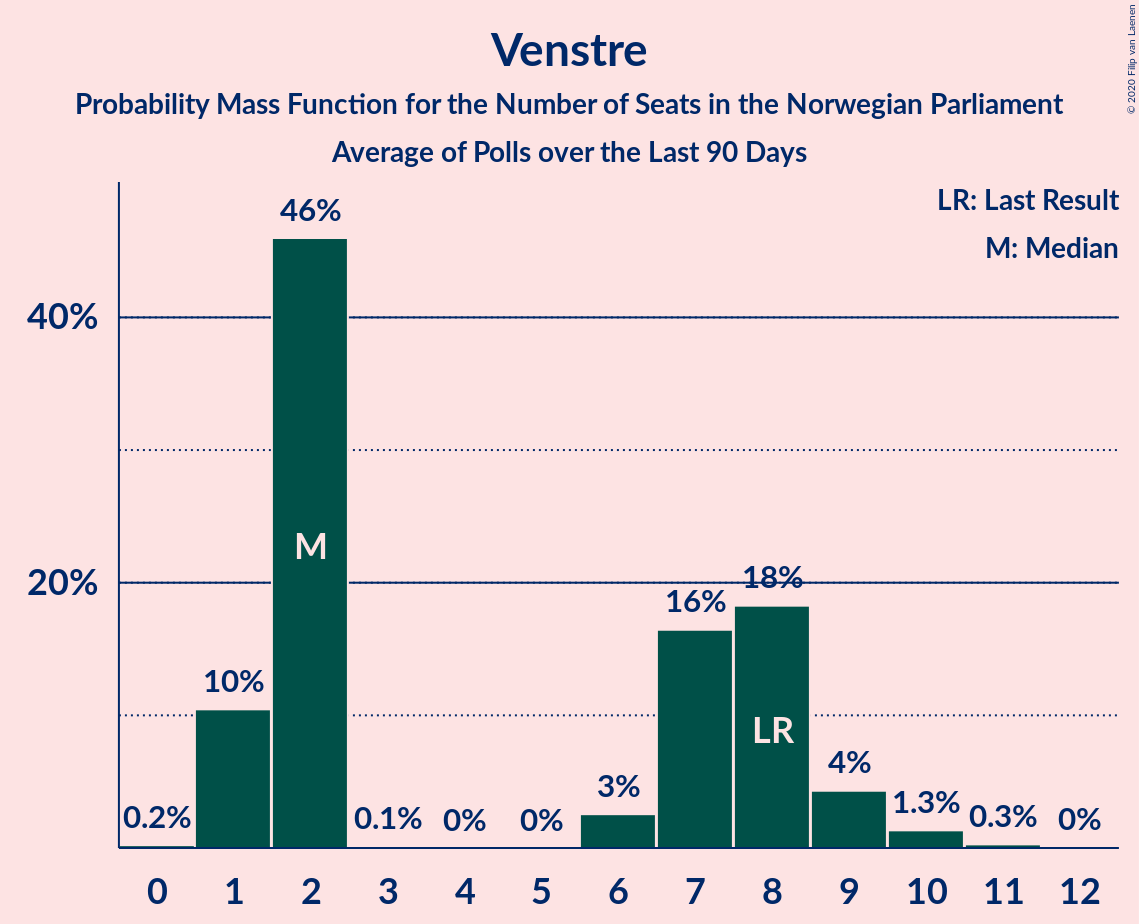 Venstre
Probability Mass Function for the Number of Seats in the Norwegian Parliament
Average of Polls over the Last 90 Days
© 2020 Filip van Laenen
LR: Last Result
M: Median
40%
20%
0.2%
10%
46%
0.1%
0%
0%
3%
16%
18%
4%
1.3%
0.3%
0%
M
LR
0 1 2 3 4 5 6 7 8 9 10 11 12